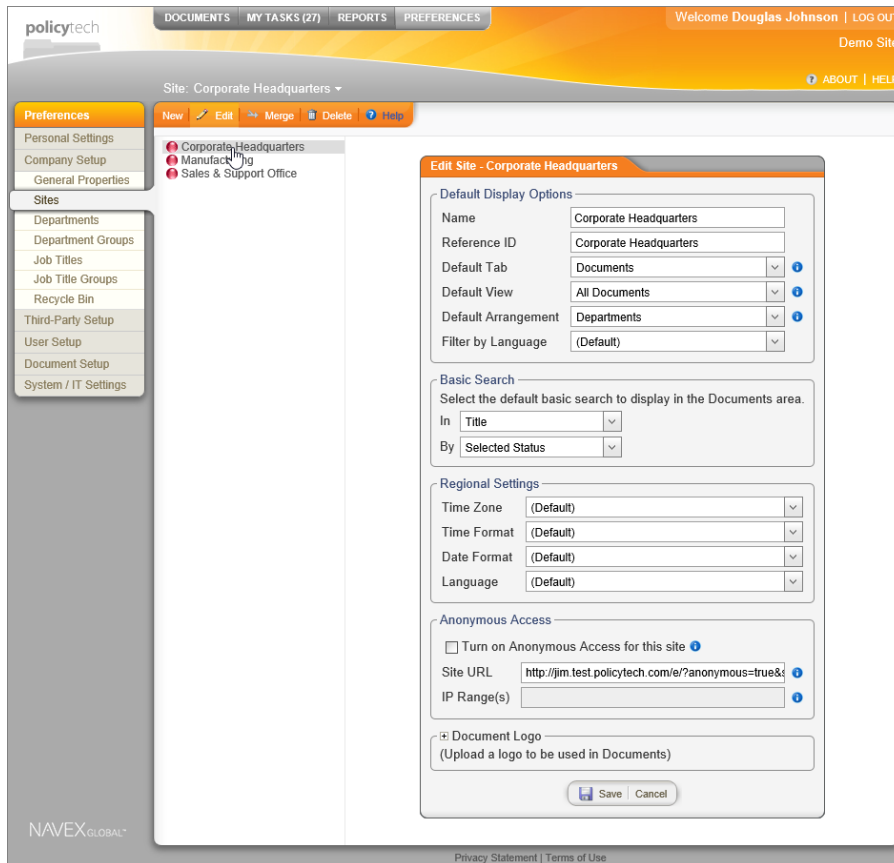 policytech
DOCUMENTS MY TASKS (27) REPORTS PREFERENCES
Welcome Douglas Johnson | LOG OU
Demo Site
ABOUT | HELP
Site: Corporate Headquarters
Preferences
Personal Settings
Company Setup
General Properties
Sites
Departments
Department Groups
Job Titles
Job Title Groups
Recycle Bin
Third-Party Setup
User Setup
Document Setup
System / IT Settings
New Edit Merge Delete Help
Corporate Headquarters
Manufacturing
Sales & Support Office
Edit Site - Corporate Headquarters
Default Display Options
Name Corporate Headquarters
Reference ID Corporate Headquarters
Default Tab Documents
Default View All Documents
Default Arrangement Departments
Filter by Language (Default)
Basic Search
Select the default basic search to display in the Documents area.
In Title
By Selected Status
Regional Settings
Time Zone (Default)
Time Format (Default)
Date Format (Default)
Language (Default)
Anonymous Access
Turn on Anonymous Access for this site
Site URL http://jim.test.policytech.com/e/?anonymous=true&s
IP Range(s)
Document Logo
(Upload a logo to be used in Documents)
Save Cancel
NAVEX GLOBAL™
Privacy Statement | Terms of Use